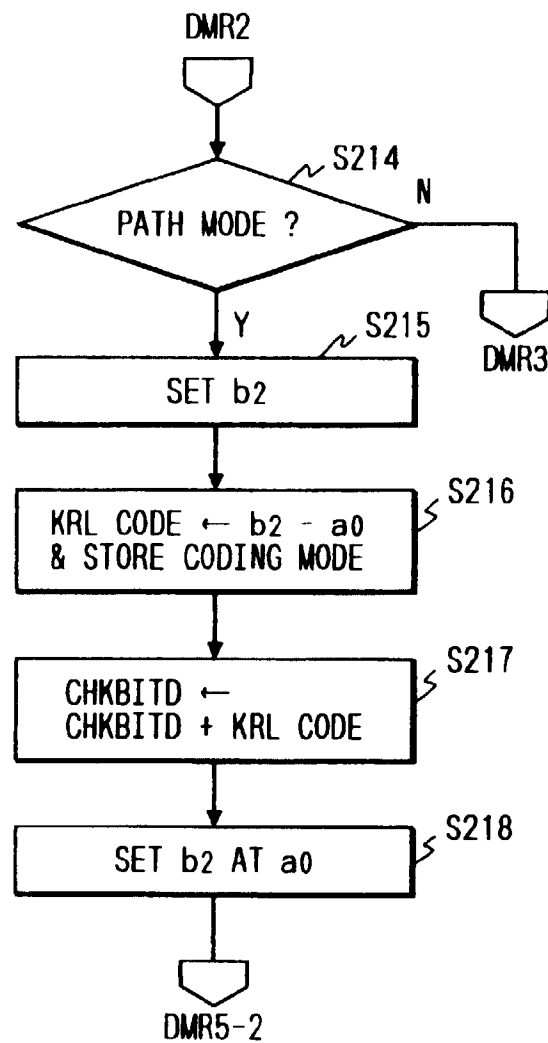 DMR2
S214
PATH MODE ?
N
Y
DMR3
S215
SET b2
S216
KRL CODE ← b2 - a0
& STORE CODING MODE
S217
CHKBITD ←
CHKBITD + KRL CODE
S218
SET b2 AT a0
DMR5-2